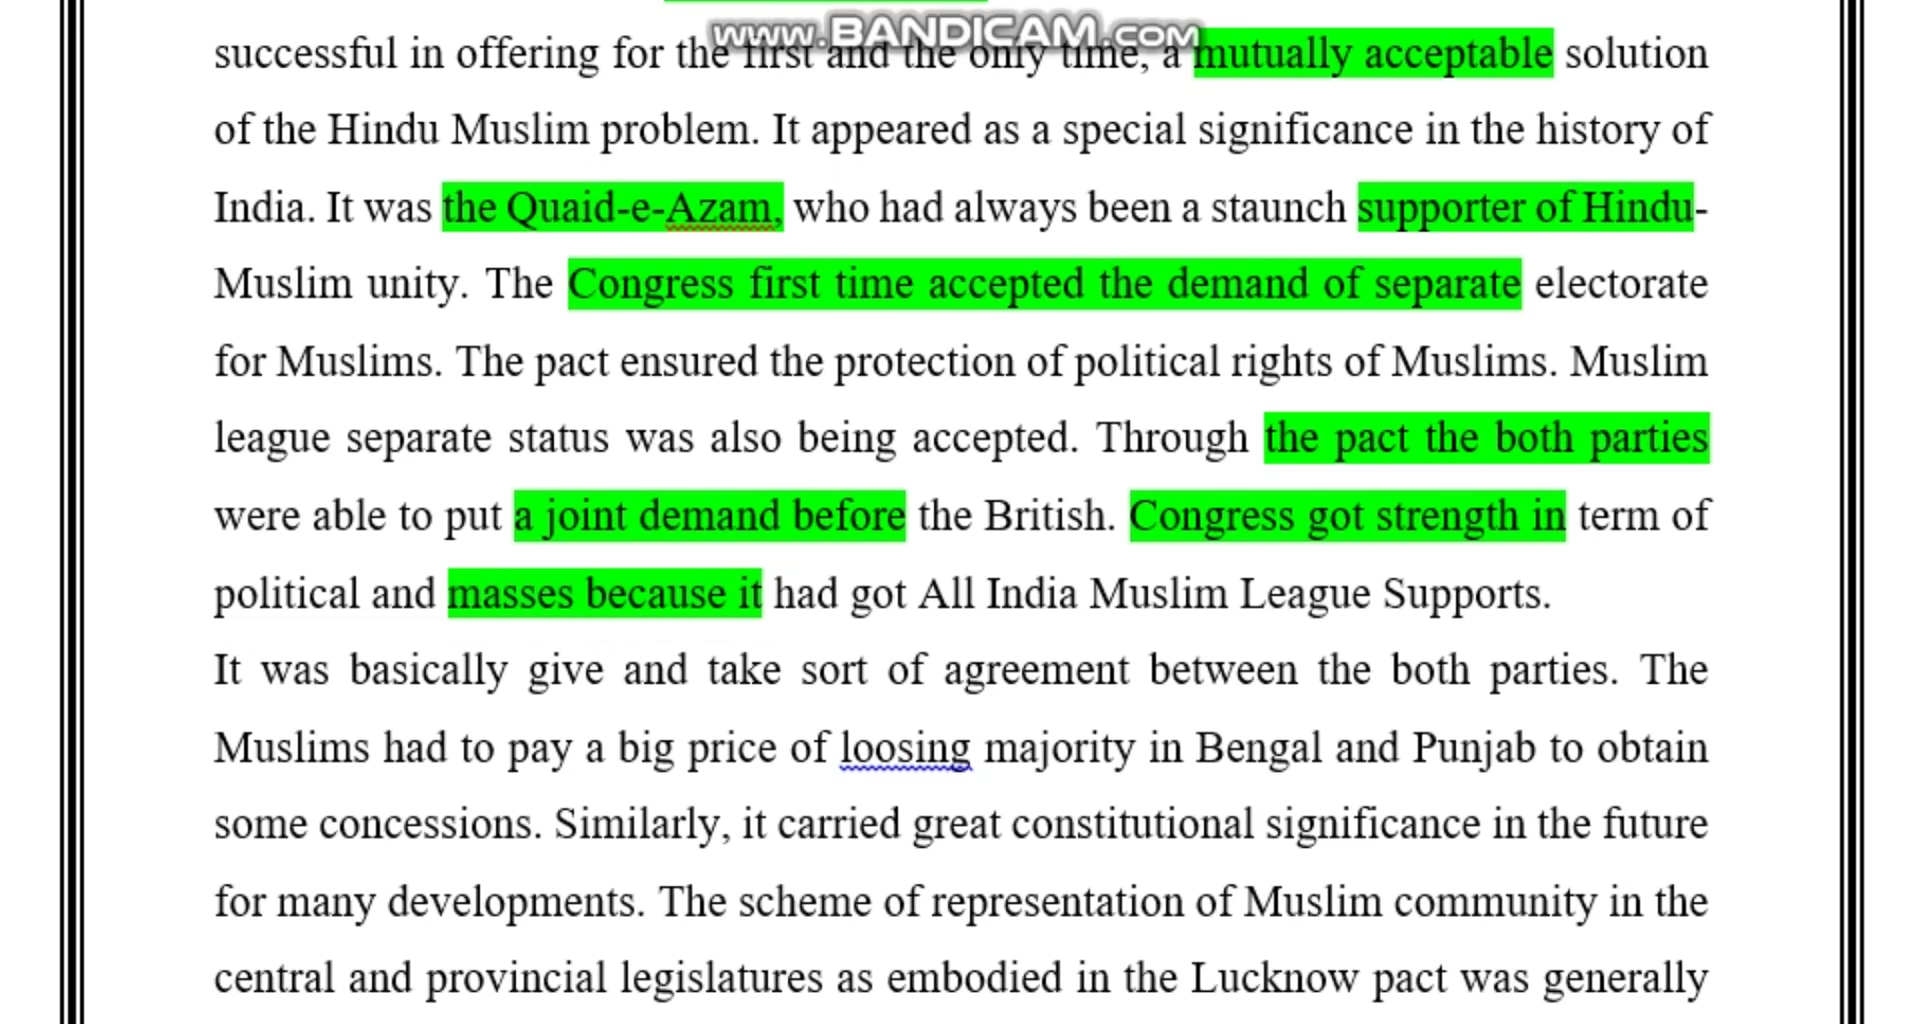 www.BANDICAM.com
successful in offering for the first and the only time, a mutually acceptable solution
of the Hindu Muslim problem. It appeared as a special significance in the history of
India. It was the Quaid-e-Azam, who had always been a staunch supporter of Hindu-
Muslim unity. The Congress first time accepted the demand of separate electorate
for Muslims. The pact ensured the protection of political rights of Muslims. Muslim
league separate status was also being accepted. Through the pact the both parties
were able to put a joint demand before the British. Congress got strength in term of
political and masses because it had got All India Muslim League Supports.
It was basically give and take sort of agreement between the both parties. The
Muslims had to pay a big price of loosing majority in Bengal and Punjab to obtain
some concessions. Similarly, it carried great constitutional significance in the future
for many developments. The scheme of representation of Muslim community in the
central and provincial legislatures as embodied in the Lucknow pact was generally